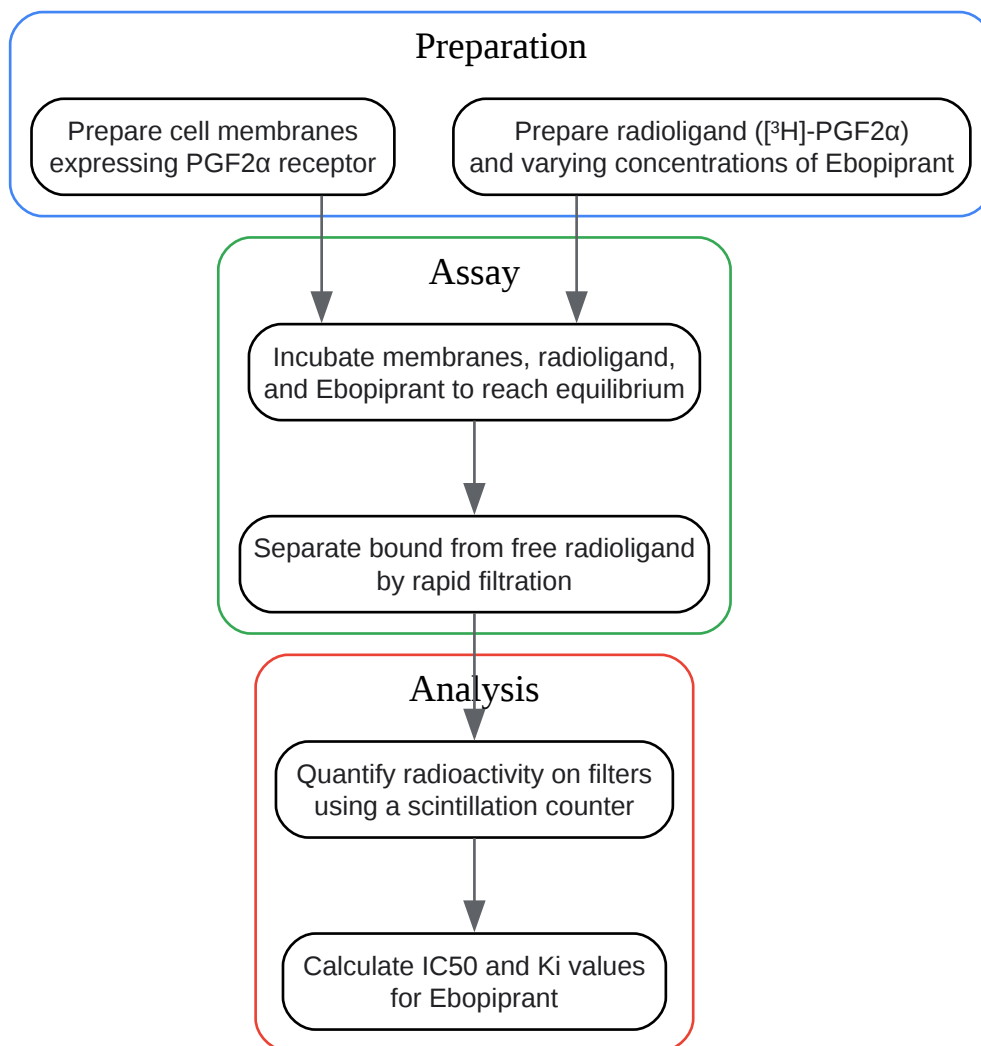 Preparation
Prepare cell membranes
expressing PGF2α receptor
Prepare radioligand ([³H]-PGF2α)
and varying concentrations of Ebopiprant
Assay
Incubate membranes, radioligand,
and Ebopiprant to reach equilibrium
Separate bound from free radioligand
by rapid filtration
Analysis
Quantify radioactivity on filters
using a scintillation counter
Calculate IC50 and Ki values
for Ebopiprant